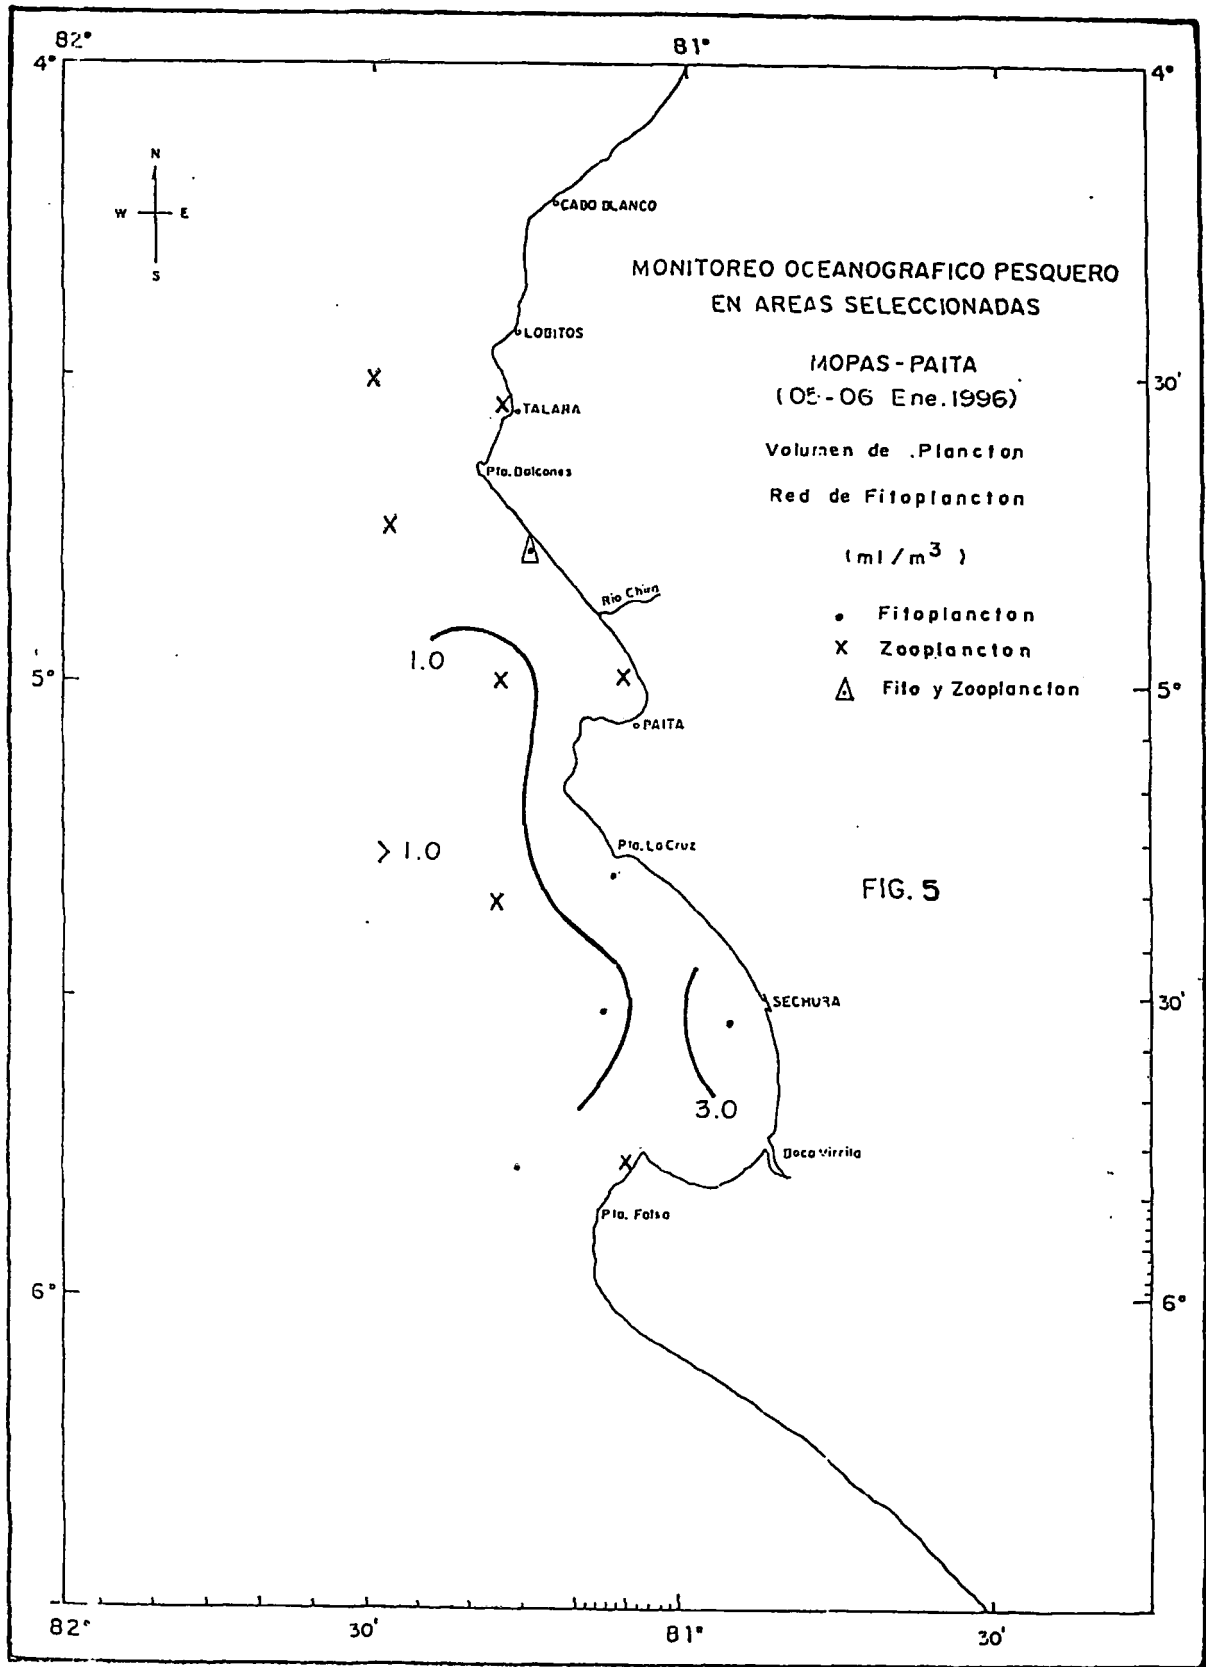 82°
81°
4°
4°
N
W E
S
CABO BLANCO
MONITOREO OCEANOGRAFICO PESQUERO
EN AREAS SELECCIONADAS
LOBITOS
MOPAS-PAITA
30'
(05-06 Ene.1996)
TALARA
Volumen de .Plancton
Pta. Balcones
Red de Fitoplancton
(ml/m³)
Rio Chira
• Fitoplancton
X Zooplancton
Fito y Zooplancton
1.0
5°
5°
PAITA
Pta. La Cruz
>1.0
FIG. 5
SECHURA
30'
3.0
Boca Virrila
Pta. Falsa
6°
6°
82°
30'
81°
30'